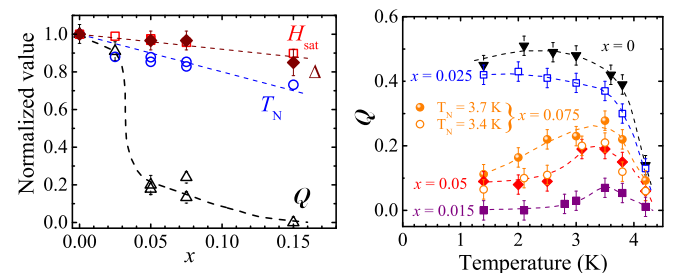 Normalized value
1.0
0.8
0.6
0.4
0.2
0.0
0.00
0.05
0.10
0.15
x
H_sat
Δ
T_N
Q
Q
0.6
0.4
0.2
0.0
0
1
2
3
4
Temperature (K)
x = 0
x = 0.025
T_N = 3.7 K
T_N = 3.4 K
} x = 0.075
x = 0.05
x = 0.015